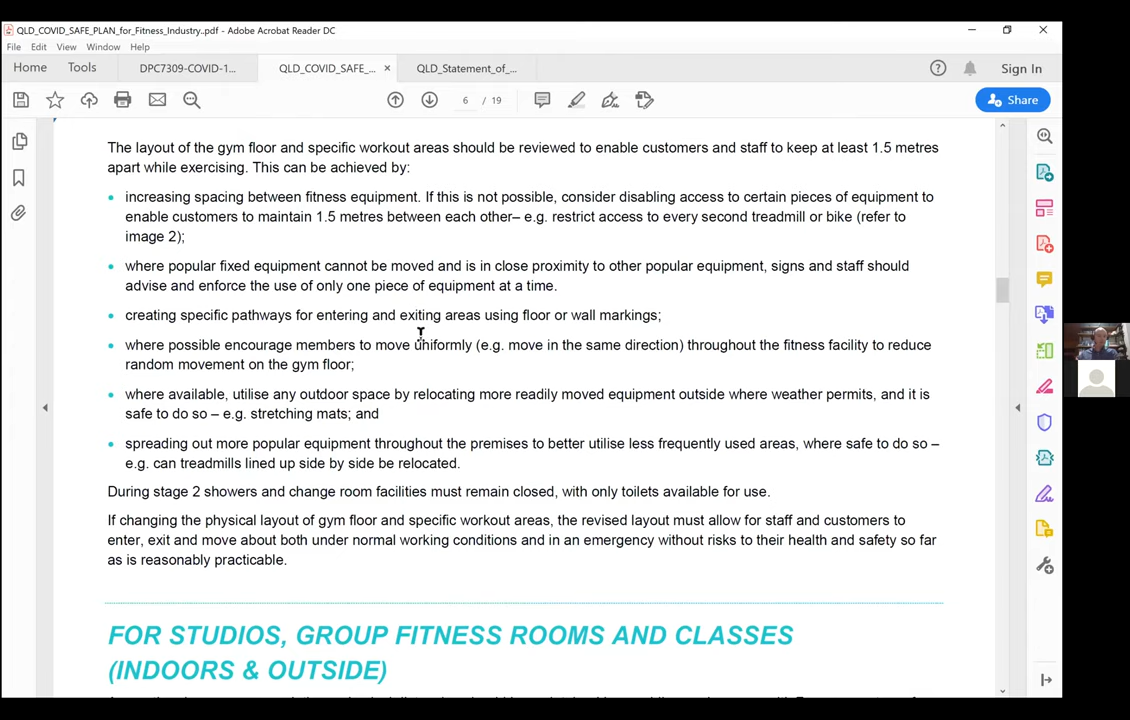 QLD_COVID_SAFE_PLAN_for_Fitness_Industry..pdf - Adobe Acrobat Reader DC
File Edit View Window Help
Home Tools DPC7309-COVID-1... QLD_COVID_SAFE_... × QLD_Statement_of_... Sign In
6 / 19 Share
The layout of the gym floor and specific workout areas should be reviewed to enable customers and staff to keep at least 1.5 metres
apart while exercising. This can be achieved by:
• increasing spacing between fitness equipment. If this is not possible, consider disabling access to certain pieces of equipment to
enable customers to maintain 1.5 metres between each other– e.g. restrict access to every second treadmill or bike (refer to
image 2);
• where popular fixed equipment cannot be moved and is in close proximity to other popular equipment, signs and staff should
advise and enforce the use of only one piece of equipment at a time.
• creating specific pathways for entering and exiting areas using floor or wall markings;
• where possible encourage members to move uniformly (e.g. move in the same direction) throughout the fitness facility to reduce
random movement on the gym floor;
• where available, utilise any outdoor space by relocating more readily moved equipment outside where weather permits, and it is
safe to do so – e.g. stretching mats; and
• spreading out more popular equipment throughout the premises to better utilise less frequently used areas, where safe to do so –
e.g. can treadmills lined up side by side be relocated.
During stage 2 showers and change room facilities must remain closed, with only toilets available for use.
If changing the physical layout of gym floor and specific workout areas, the revised layout must allow for staff and customers to
enter, exit and move about both under normal working conditions and in an emergency without risks to their health and safety so far
as is reasonably practicable.
FOR STUDIOS, GROUP FITNESS ROOMS AND CLASSES
(INDOORS & OUTSIDE)